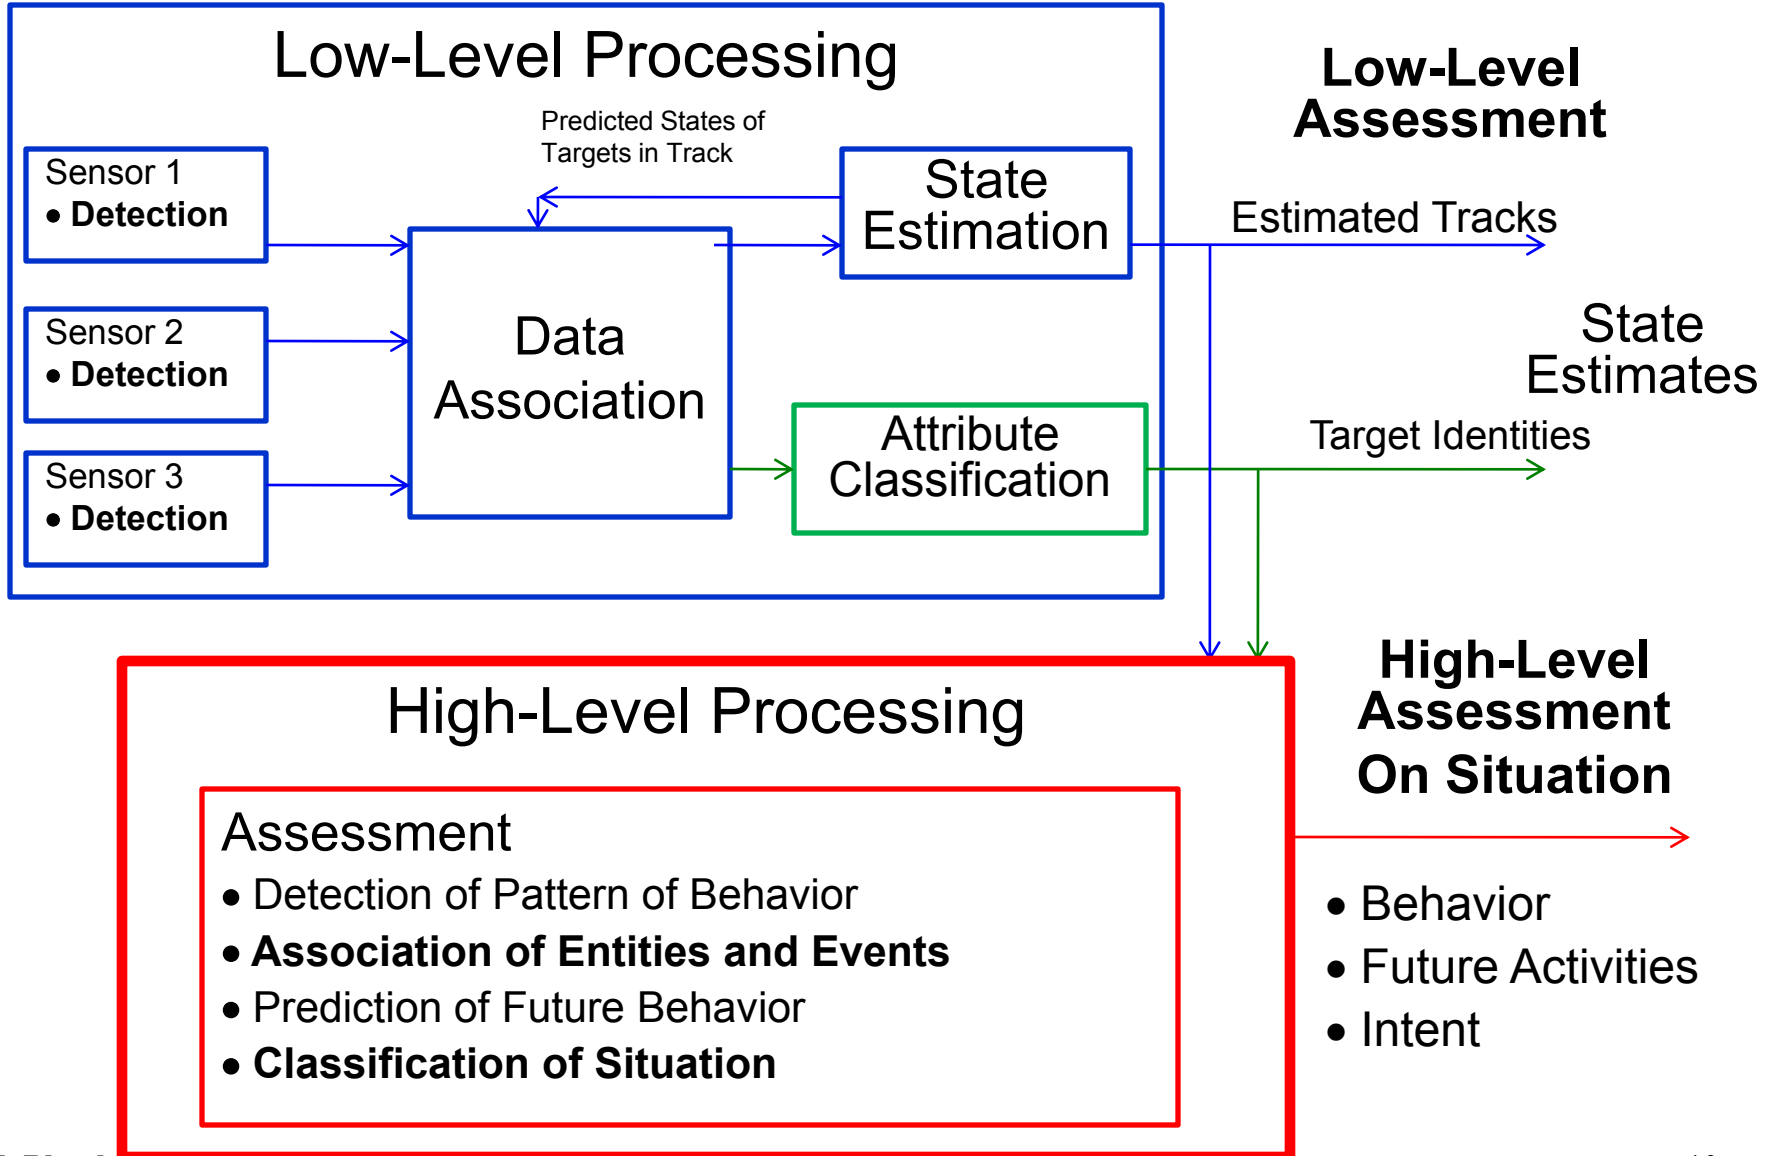 Low-Level Processing
Low-Level
Assessment
Predicted States of
Targets in Track
Sensor 1
• Detection
State
Estimation
Estimated Tracks
Sensor 2
• Detection
Data
Association
State
Estimates
Attribute
Classification
Target Identities
Sensor 3
• Detection
High-Level Processing
High-Level
Assessment
On Situation
Assessment
• Detection of Pattern of Behavior
• Association of Entities and Events
• Prediction of Future Behavior
• Classification of Situation
• Behavior
• Future Activities
• Intent